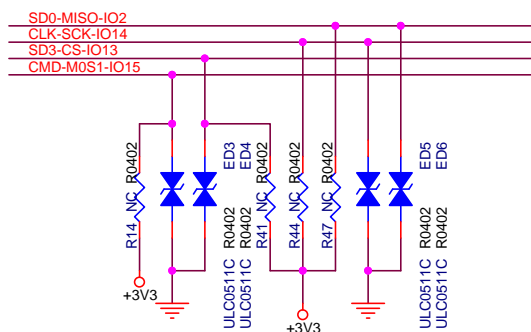 SD0-MISO-IO2
CLK-SCK-IO14
SD3-CS-IO13
CMD-M0S1-IO15
R14 NC R0402
ULC0511C R0402 ED3
ULC0511C R0402 ED4
R41 NC R0402
R44 NC R0402
R47 NC R0402
ULC0511C R0402 ED5
ULC0511C R0402 ED6
+3V3
+3V3